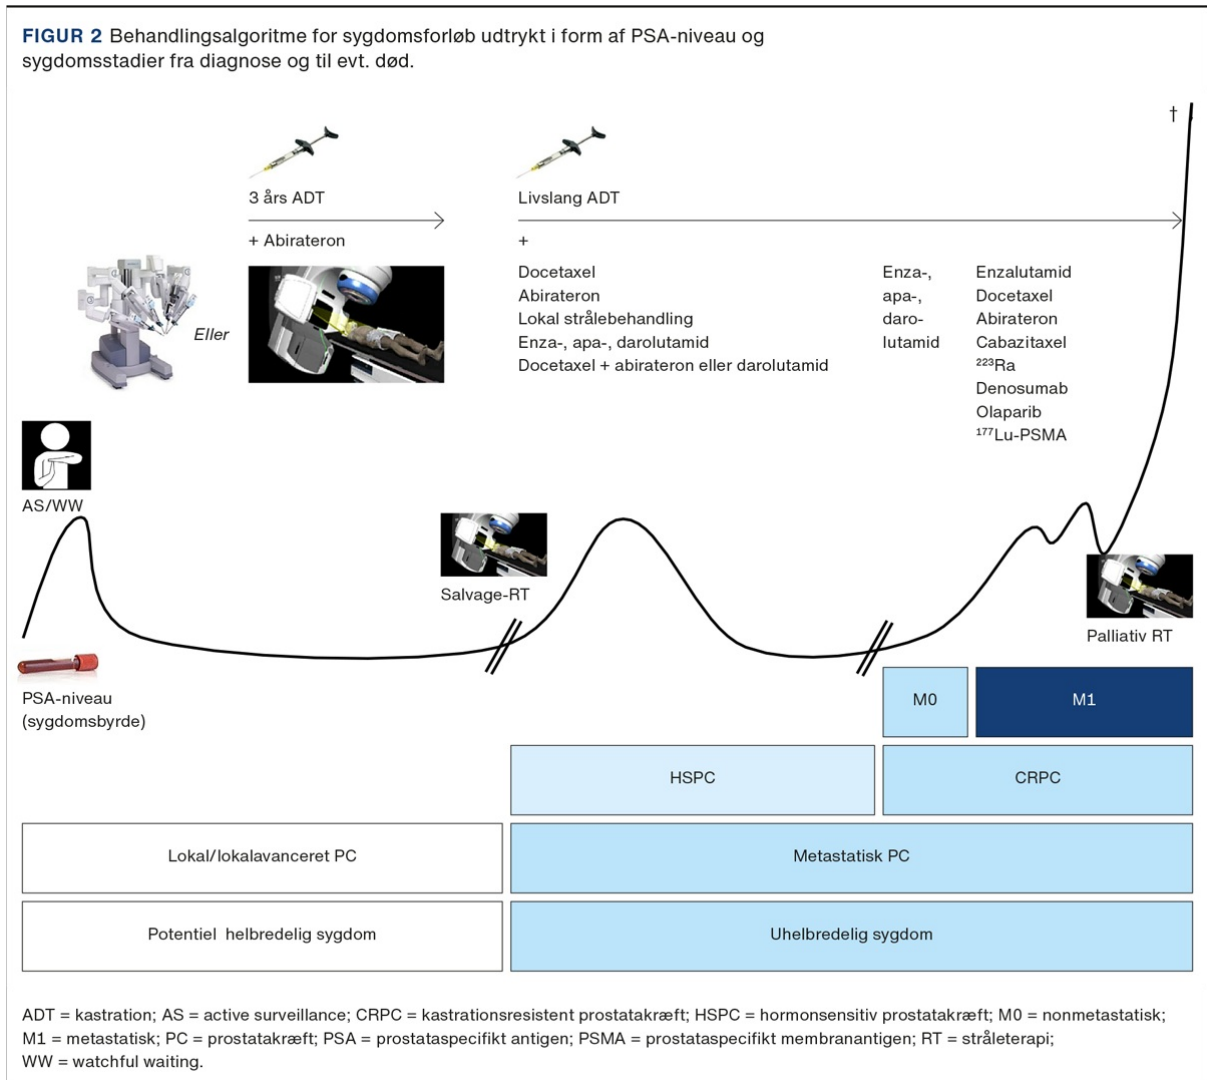 FIGUR 2 Behandlingsalgoritme for sygdomsforløb udtrykt i form af PSA-niveau og
sygdomsstadier fra diagnose og til evt. død.
†
3 års ADT
+ Abirateron
Eller
Livslang ADT
+
Docetaxel
Abirateron
Lokal strålebehandling
Enza-, apa-, darolutamid
Docetaxel + abirateron eller darolutamid
Enza-,
apa-,
daro-
lutamid
Enzalutamid
Docetaxel
Abirateron
Cabazitaxel
²²³Ra
Denosumab
Olaparib
¹⁷⁷Lu-PSMA
AS/WW
Salvage-RT
Palliativ RT
PSA-niveau
(sygdomsbyrde)
M0
M1
HSPC
CRPC
Lokal/lokalavanceret PC
Metastatisk PC
Potentiel helbredelig sygdom
Uhelbredelig sygdom
ADT = kastration; AS = active surveillance; CRPC = kastrationsresistent prostatakræft; HSPC = hormonsensitiv prostatakræft; M0 = nonmetastatisk;
M1 = metastatisk; PC = prostatakræft; PSA = prostataspecifikt antigen; PSMA = prostataspecifikt membranantigen; RT = stråleterapi;
WW = watchful waiting.